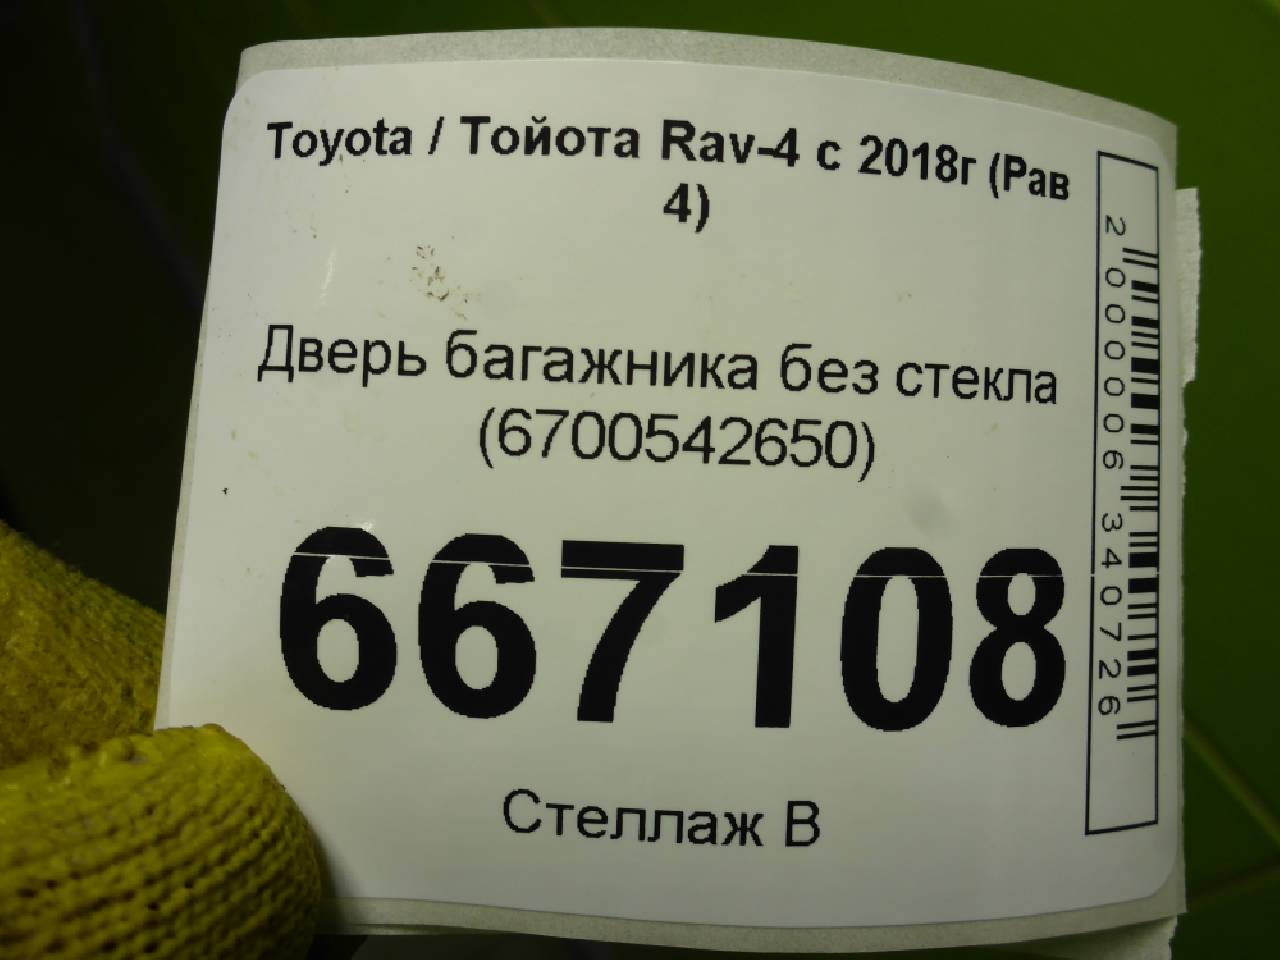 Toyota / Тойота Rav-4 с 2018г (Рав
4)
Дверь багажника без стекла
(6700542650)
667108
Стеллаж В
2000006340726